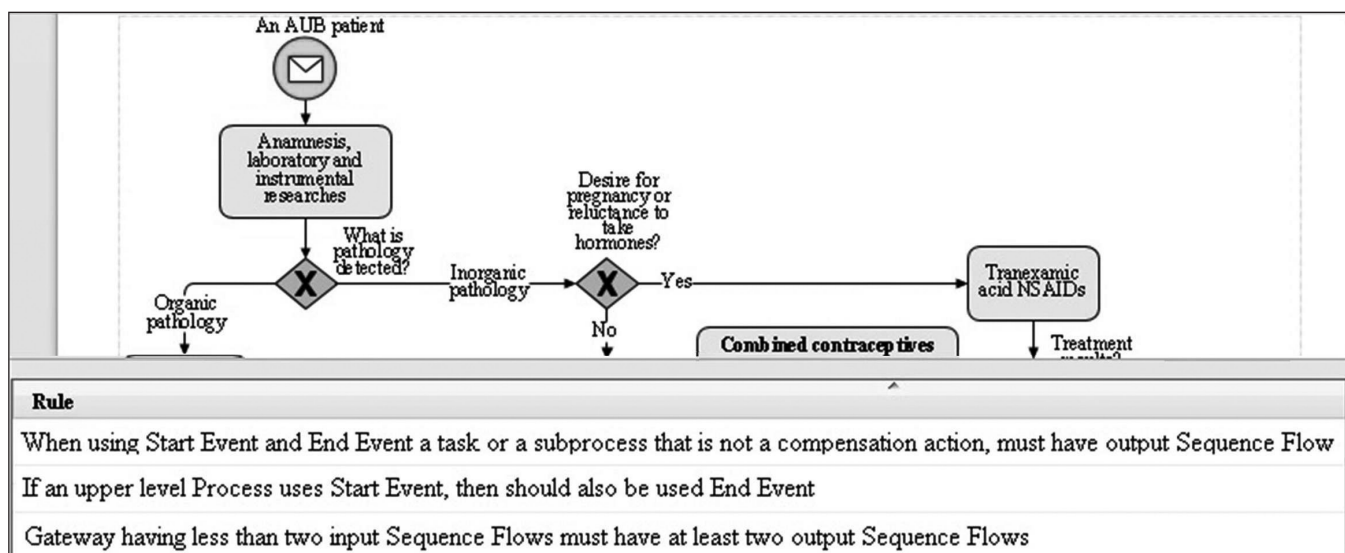 An AUB patient
Anamnesis,
laboratory and
instrumental
researches
What is
pathology
detected?
Organic
pathology
Inorganic
pathology
Desire for
pregnancy or
reluctance to
take
hormones?
X
X
Yes
No
Tranexamic
acid NSAIDs
Combined contraceptives
Treatment
results?
Rule
When using Start Event and End Event a task or a subprocess that is not a compensation action, must have output Sequence Flow
If an upper level Process uses Start Event, then should also be used End Event
Gateway having less than two input Sequence Flows must have at least two output Sequence Flows